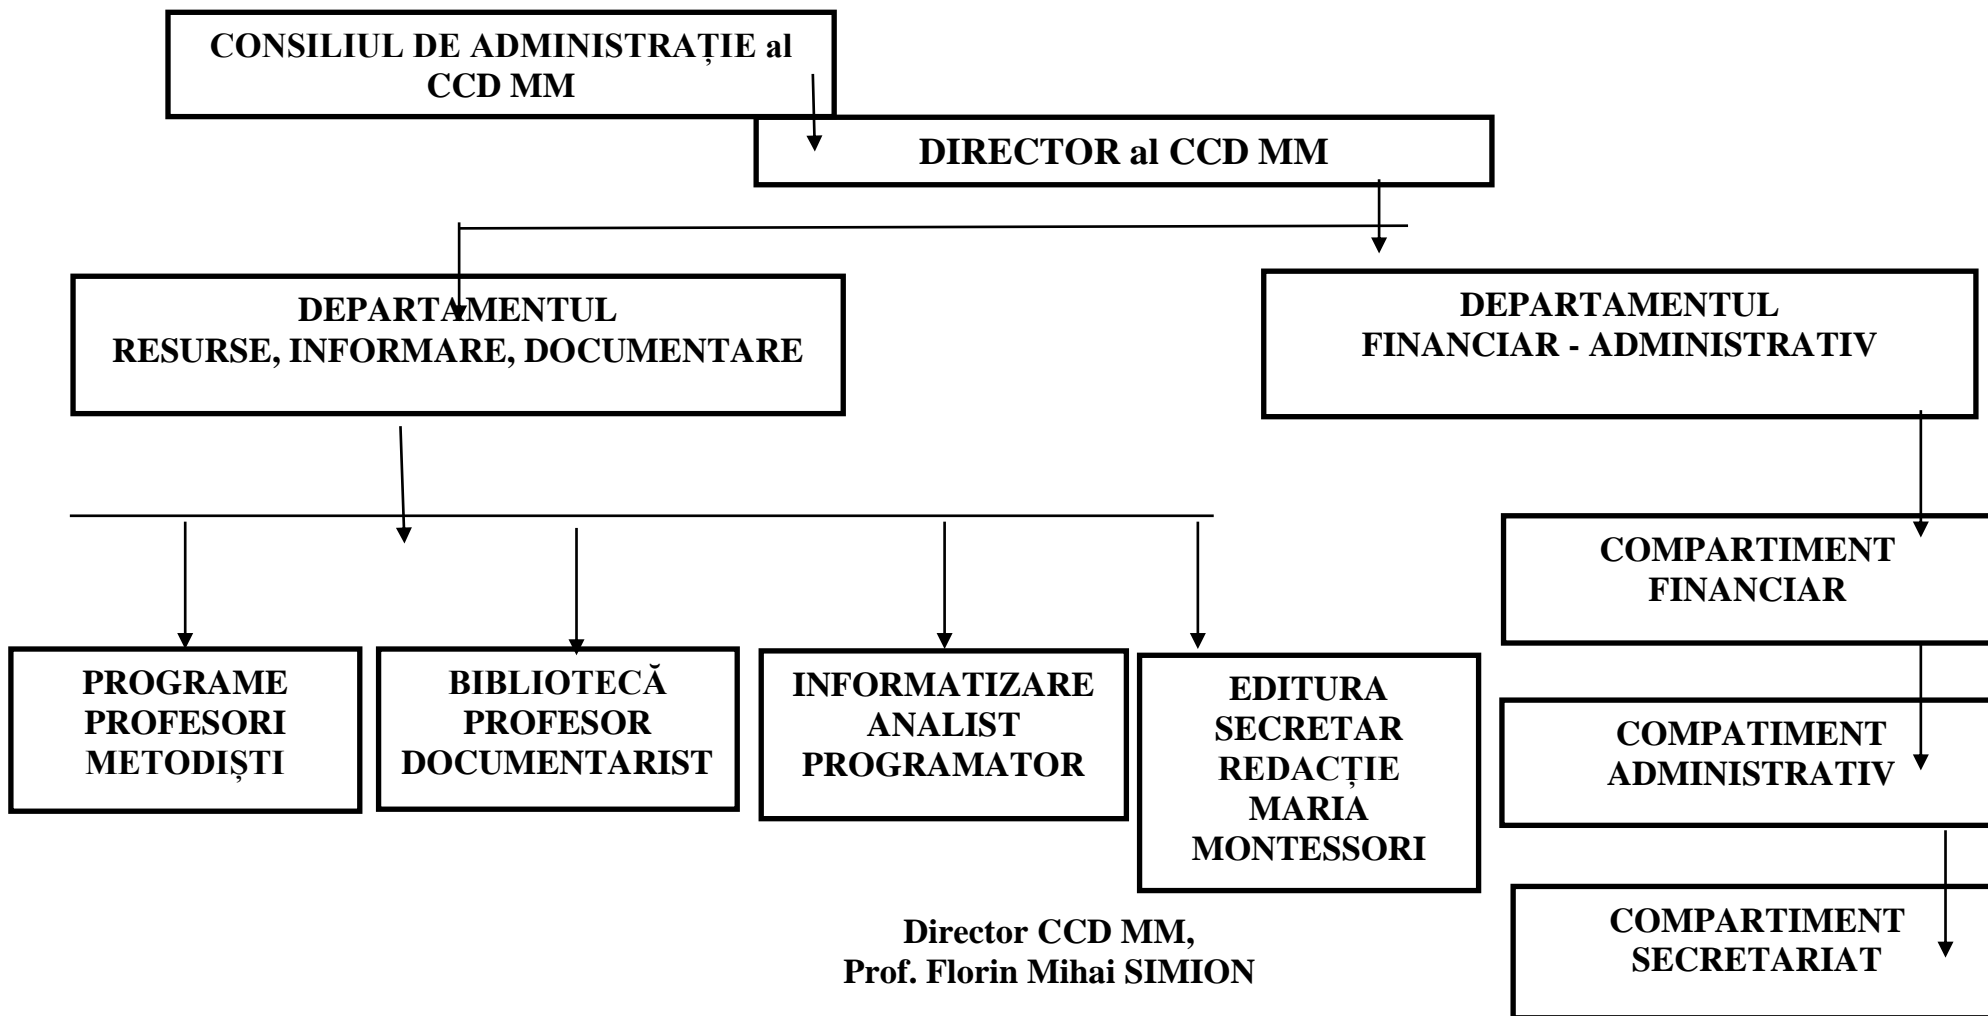 CONSILIUL DE ADMINISTRAȚIE al
CCD MM
DIRECTOR al CCD MM
DEPARTAMENTUL
RESURSE, INFORMARE, DOCUMENTARE
DEPARTAMENTUL
FINANCIAR - ADMINISTRATIV
PROGRAME
PROFESORI
METODIȘTI
BIBLIOTECĂ
PROFESOR
DOCUMENTARIST
INFORMATIZARE
ANALIST
PROGRAMATOR
EDITURA
SECRETAR
REDACȚIE
MARIA
MONTESSORI
COMPARTIMENT
FINANCIAR
COMPATIMENT
ADMINISTRATIV
COMPARTIMENT
SECRETARIAT
Director CCD MM,
Prof. Florin Mihai SIMION